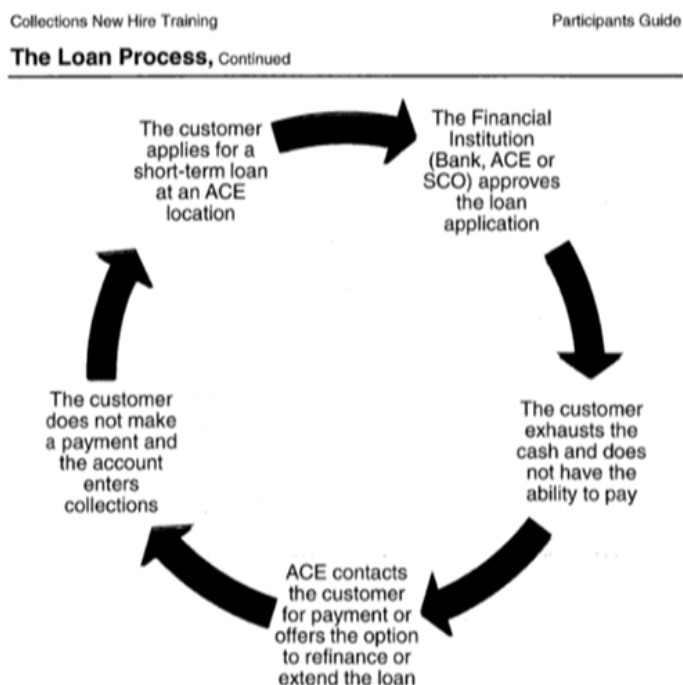 Collections New Hire Training
Participants Guide
The Loan Process, Continued
The customer
applies for a
short-term loan
at an ACE
location
The Financial
Institution
(Bank, ACE or
SCO) approves
the loan
application
The customer
exhausts the
cash and does
not have the
ability to pay
ACE contacts
the customer
for payment or
offers the option
to refinance or
extend the loan
The customer
does not make
a payment and
the account
enters
collections